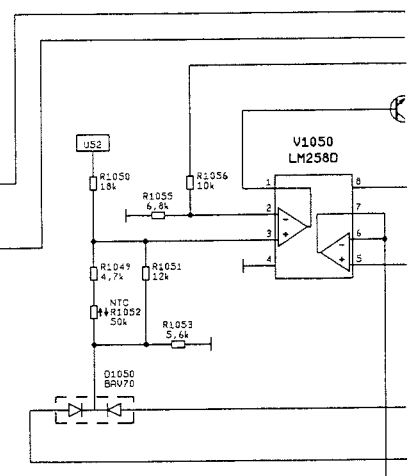 V1050
LM258D
U52
R1050
18k
R1056
10k
R1055
6,8k
1
8
2
7
3
6
4
5
R1049
4,7k
R1051
12k
NTC
R1052
50k
R1053
5,6k
D1050
BAV70